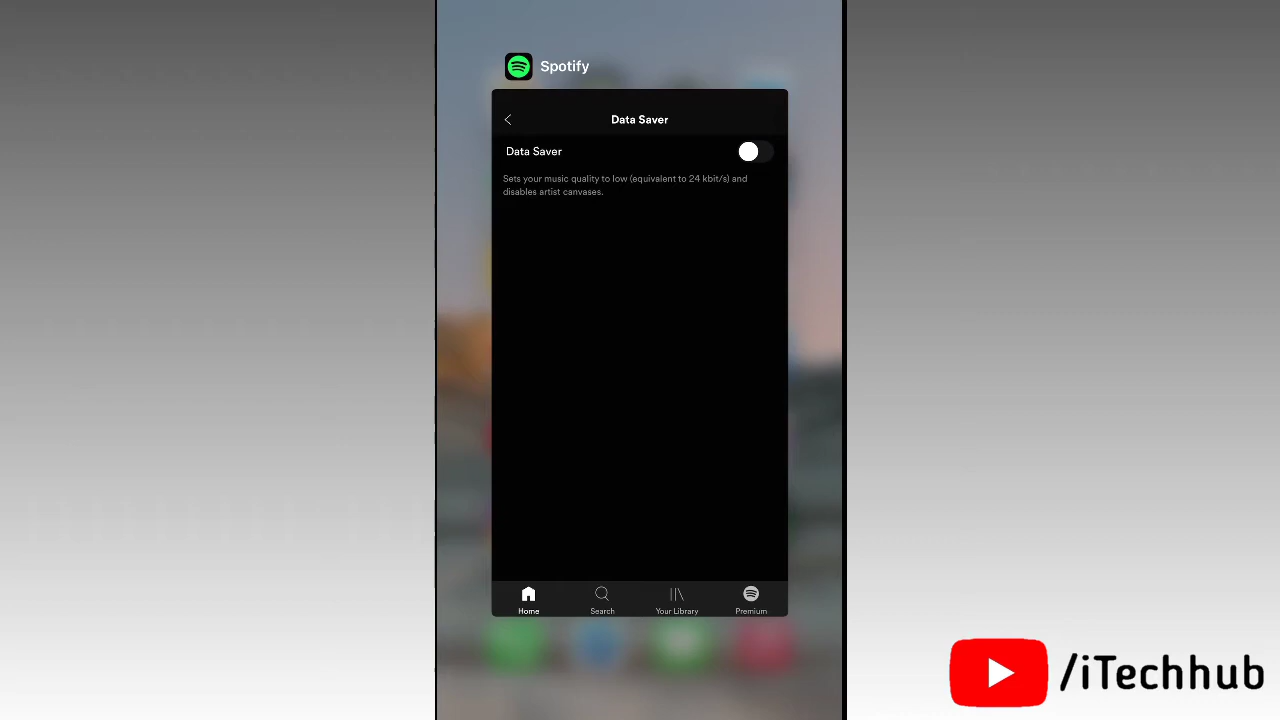 Spotify
Data Saver
Data Saver
Sets your music quality to low (equivalent to 24 kbit/s) and
disables artist canvases.
Home
Search
Your Library
Premium
/iTechhub